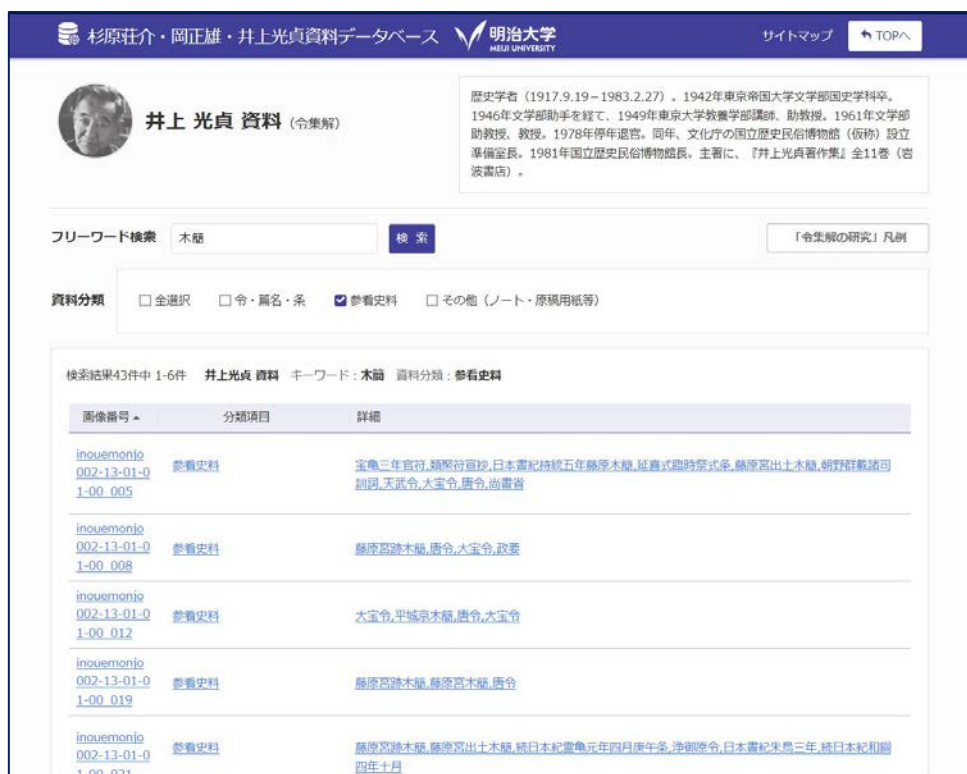 杉原荘介・岡正雄・井上光貞資料データベース 明治大学 MEIJI UNIVERSITY サイトマップ TOPへ
井上 光貞 資料 (令集解)
歴史学者（1917.9.19－1983.2.27）。1942年東京帝国大学文学部国史学科卒。
1946年文学部助手を経て、1949年東京大学教養学部講師、助教授。1961年文学部
助教授、教授。1978年停年退官。同年、文化庁の国立歴史民俗博物館（仮称）設立
準備室長。1981年国立歴史民俗博物館長。主著に、『井上光貞著作集』全11巻（岩
波書店）。
フリーワード検索 木簡 検 索 「令集解の研究」凡例
資料分類 全選択 令・篇名・条 参看史料 その他（ノート・原稿用紙等）
検索結果43件中 1-6件 井上光貞 資料 キーワード：木簡 資料分類：参看史料
画像番号 分類項目 詳細
inouemonjo
002-13-01-0
1-00_005
参看史料
宝亀三年官符,類聚符宣抄,日本書紀持統五年藤原木簡,延喜式臨時祭式条,藤原宮出土木簡,朝野群載諸司
訓詞,天武令,大宝令,唐令,尚書省
inouemonjo
002-13-01-0
1-00_008
参看史料
藤原宮跡木簡,唐令,大宝令,政要
inouemonjo
002-13-01-0
1-00_012
参看史料
大宝令,平城京木簡,唐令,大宝令
inouemonjo
002-13-01-0
1-00_019
参看史料
藤原宮跡木簡,藤原宮木簡,唐令
inouemonjo
002-13-01-0
1-00_021
参看史料
藤原宮跡木簡,藤原宮出土木簡,続日本紀霊亀元年四月庚午条,浄御原令,日本書紀朱鳥三年,続日本紀和銅
四年十月